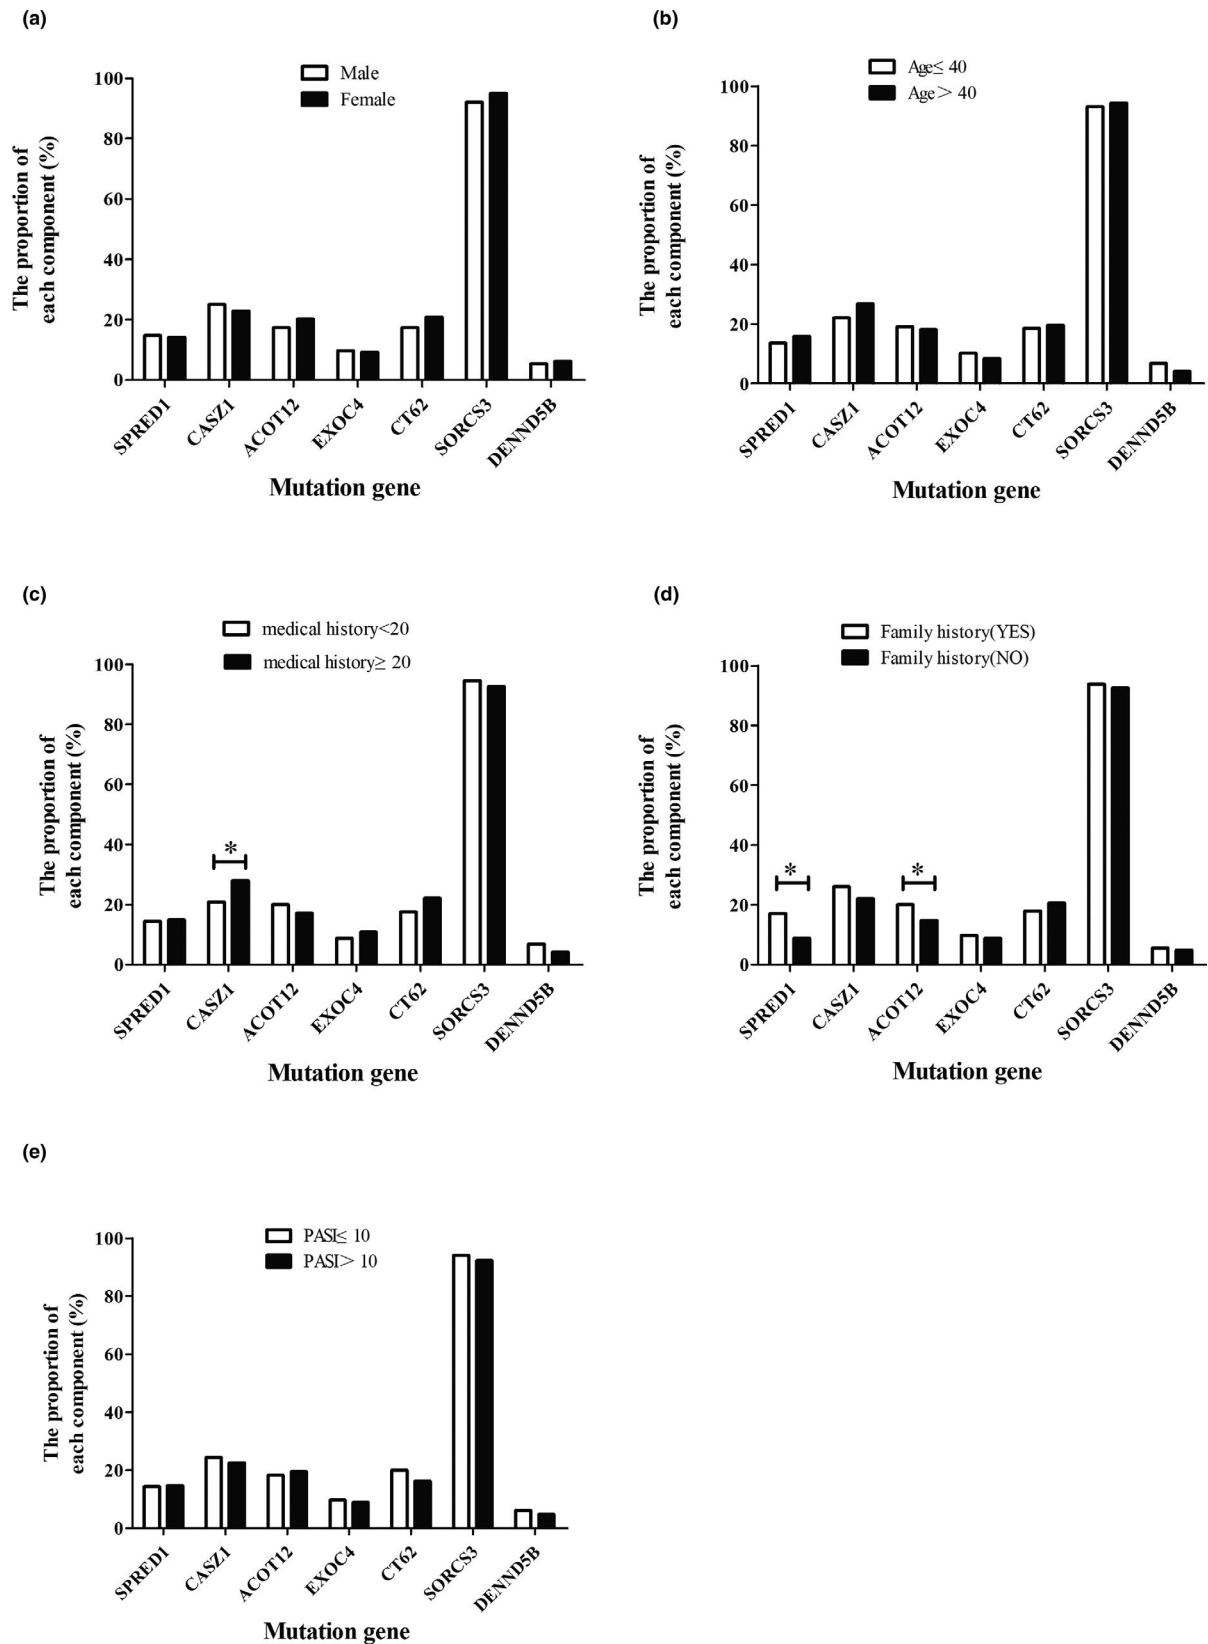 (a)
Male
Female
The proportion of
each component (%)
100
80
60
40
20
0
SPRED1
CASZ1
ACOT12
EXOC4
CT62
SORCS3
DENND5B
Mutation gene
(b)
Age≤ 40
Age> 40
The proportion of
each component (%)
100
80
60
40
20
0
SPRED1
CASZ1
ACOT12
EXOC4
CT62
SORCS3
DENND5B
Mutation gene
(c)
medical history<20
medical history≥ 20
The proportion of
each component (%)
100
80
60
40
20
0
*
SPRED1
CASZ1
ACOT12
EXOC4
CT62
SORCS3
DENND5B
Mutation gene
(d)
Family history(YES)
Family history(NO)
The proportion of
each component (%)
100
80
60
40
20
0
*
*
SPRED1
CASZ1
ACOT12
EXOC4
CT62
SORCS3
DENND5B
Mutation gene
(e)
PASI≤ 10
PASI> 10
The proportion of
each component (%)
100
80
60
40
20
0
SPRED1
CASZ1
ACOT12
EXOC4
CT62
SORCS3
DENND5B
Mutation gene